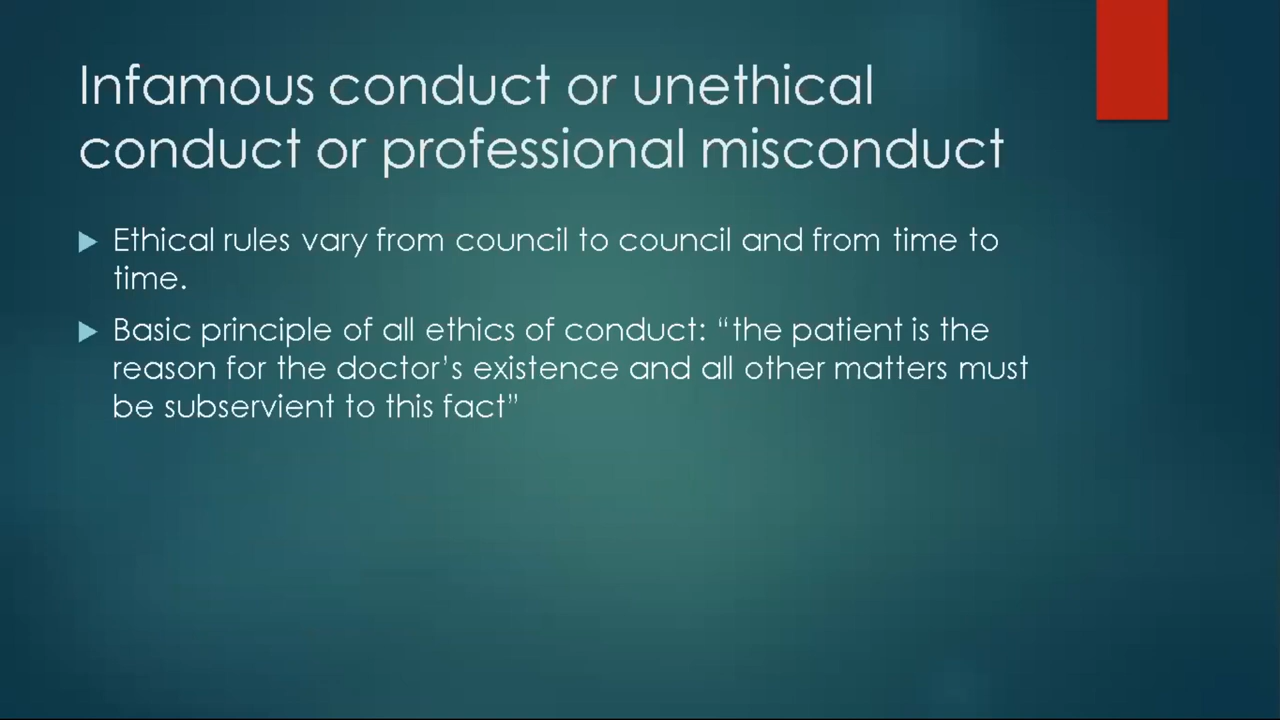 Infamous conduct or unethical
conduct or professional misconduct
Ethical rules vary from council to council and from time to
time.
Basic principle of all ethics of conduct: “the patient is the
reason for the doctor’s existence and all other matters must
be subservient to this fact”